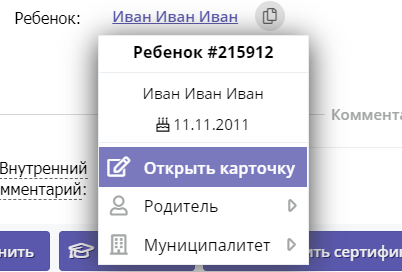 Ребенок: Иван Иван Иван
Ребенок #215912
Иван Иван Иван
11.11.2011
Коммента
Открыть карточку
Внутренний
мментарий:
Родитель
Муниципалитет
нить
ть сертифи